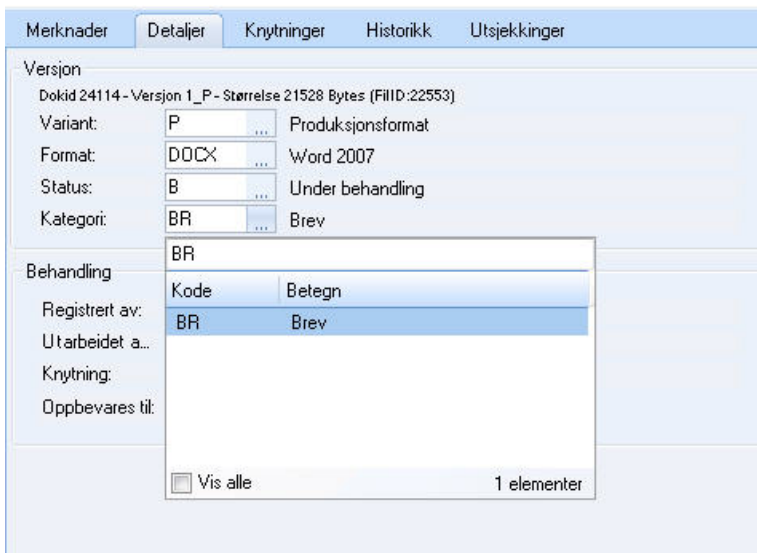 Merknader Detaljer Knytninger Historikk Utsjekkinger
Versjon
Dokid 24114 - Versjon 1_P - Størrelse 21528 Bytes (FilID:22553)
Variant: P ... Produksjonsformat
Format: DOCX ... Word 2007
Status: B ... Under behandling
Kategori: BR ... Brev
BR
Behandling
Kode Betegn
Registrert av:
BR Brev
Utarbeidet a...
Knytning:
Oppbevares til:
Vis alle 1 elementer